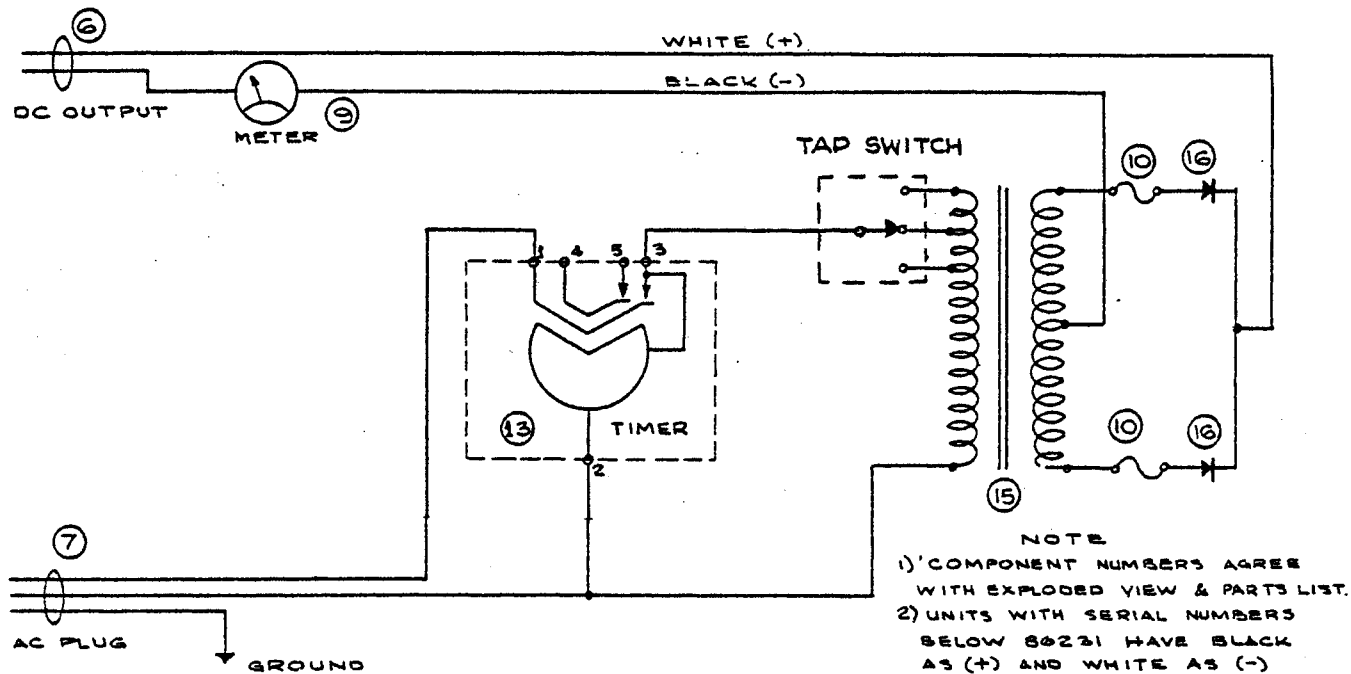 6
WHITE (+)
BLACK (-)
DC OUTPUT
METER
9
TAP SWITCH
10
16
1
4
5
3
13
TIMER
2
10
16
15
7
AC PLUG
GROUND
NOTE
1) COMPONENT NUMBERS AGREE
WITH EXPLODED VIEW & PARTS LIST.
2) UNITS WITH SERIAL NUMBERS
BELOW 86231 HAVE BLACK
AS (+) AND WHITE AS (-)